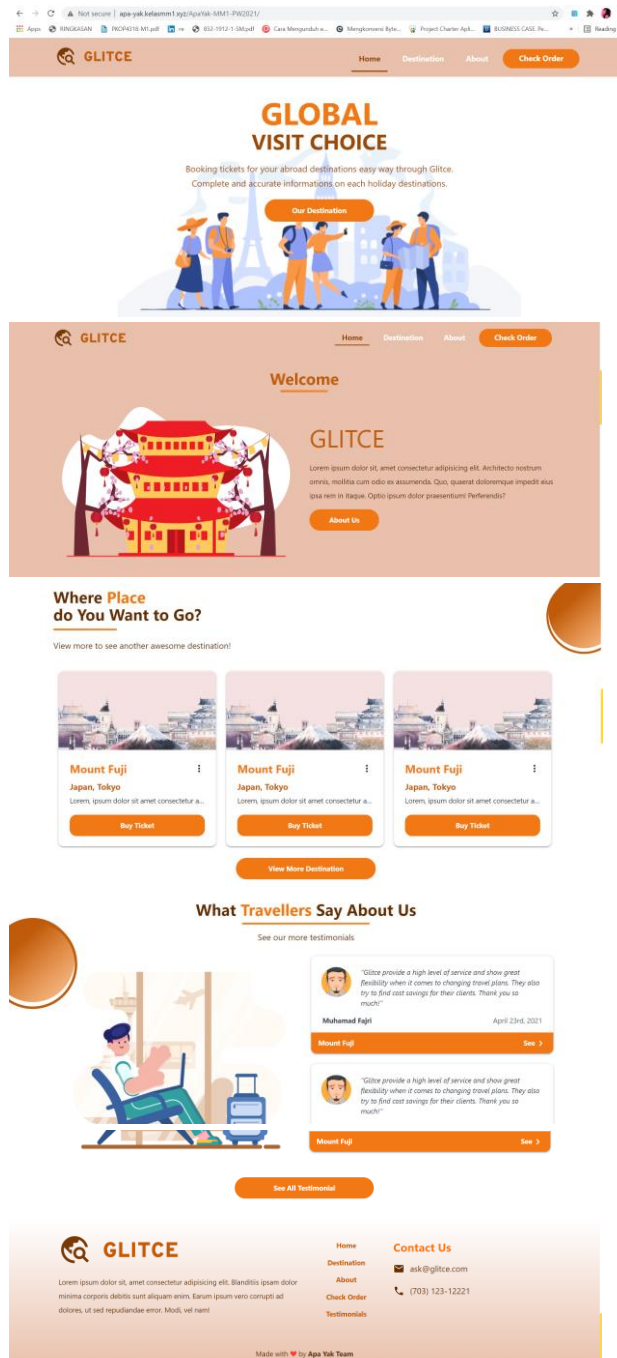 Not secure | apa-yak.kelasmm1.xyz/ApaYak-MM1-PW2021/
Apps RINGKASAN PKOP4318-M1.pdf 852-1912-1-SM.pdf Cara Mengunduh v... Mengkonversi Byte... Project Charter Apli... BUSINESS CASE. Pe... » Reading
GLITCE
Home Destination About Check Order
GLOBAL
VISIT CHOICE
Booking tickets for your abroad destinations easy way through Glitce.
Complete and accurate informations on each holiday destinations.
Our Destination
GLITCE
Home Destination About Check Order
Welcome
GLITCE
Lorem ipsum dolor sit, amet consectetur adipisicing elit. Architecto nostrum
omnis, mollitia cum odio ex assumenda. Quo, quaerat doloremque impedit eius
ipsa rem in itaque. Optio ipsum dolor praesentium! Perferendis?
About Us
Where Place
do You Want to Go?
View more to see another awesome destination!
Mount Fuji Mount Fuji Mount Fuji
Japan, Tokyo Japan, Tokyo Japan, Tokyo
Lorem, ipsum dolor sit amet consectetur a... Lorem, ipsum dolor sit amet consectetur a... Lorem, ipsum dolor sit amet consectetur a...
Buy Ticket Buy Ticket Buy Ticket
View More Destination
What Travellers Say About Us
See our more testimonials
"Glitce provide a high level of service and show great
flexibility when it comes to changing travel plans. They also
try to find cost savings for their clients. Thank you so
much!"
Muhamad Fajri April 23rd, 2021
Mount Fuji See >
"Glitce provide a high level of service and show great
flexibility when it comes to changing travel plans. They also
try to find cost savings for their clients. Thank you so
much!"
Mount Fuji See >
See All Testimonial
GLITCE
Lorem ipsum dolor sit, amet consectetur adipisicing elit. Blanditiis ipsam dolor
minima corporis debitis sunt aliquam enim. Earum ipsum vero corrupti ad
dolores, ut sed repudiandae error. Modi, vel nam!
Home
Destination
About
Check Order
Testimonials
Contact Us
ask@glitce.com
(703) 123-12221
Made with ❤ by Apa Yak Team